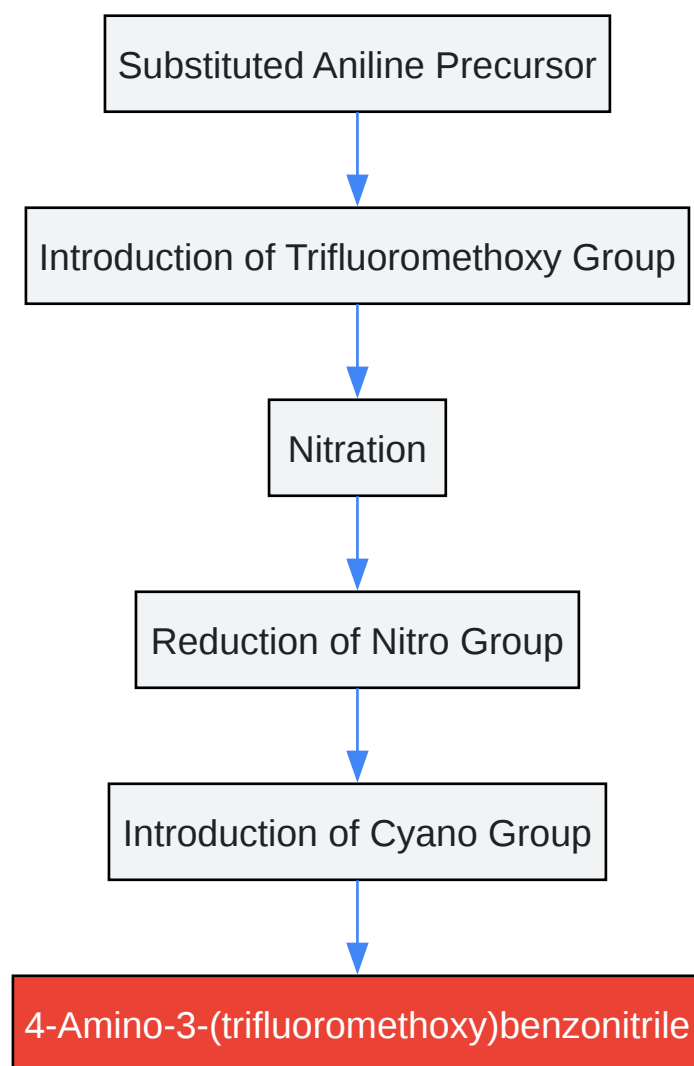 Substituted Aniline Precursor
Introduction of Trifluoromethoxy Group
Nitration
Reduction of Nitro Group
Introduction of Cyano Group
4-Amino-3-(trifluoromethoxy)benzonitrile